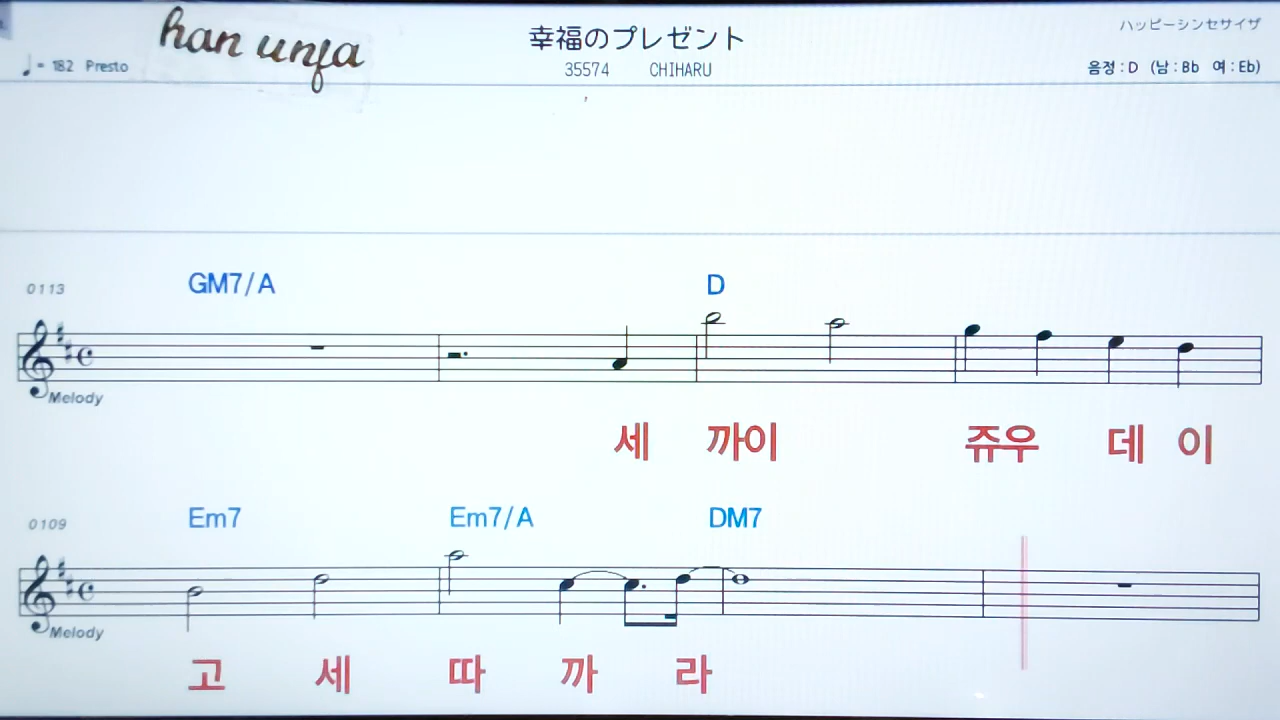 han unfa
幸福のプレゼント
ハッピーシンセサイザ
♩= 182 Presto
35574 CHIHARU
음정 : D (남 : Bb 여 : Eb)
0113 GM7/A D
Melody
세 까이 쥬우 데 이
0109 Em7 Em7/A DM7
Melody
고 세 따 까 라